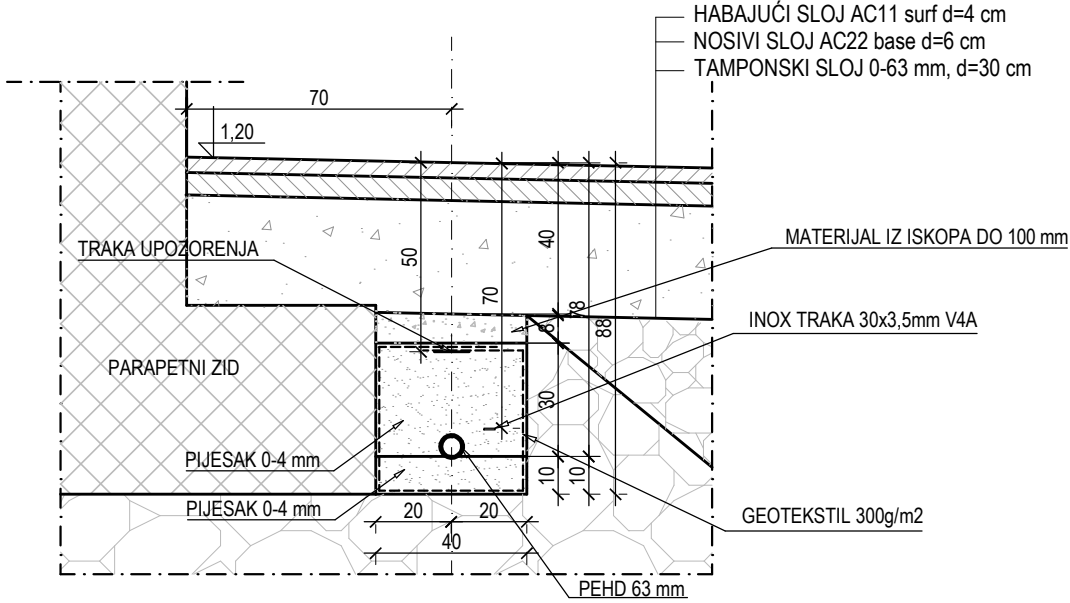 HABAJUĆI SLOJ AC11 surf d=4 cm
NOSIVI SLOJ AC22 base d=6 cm
TAMPONSKI SLOJ 0-63 mm, d=30 cm
70
1,20
TRAKA UPOZORENJA
50
40
MATERIJAL IZ ISKOPA DO 100 mm
70
78
88
8
INOX TRAKA 30x3,5mm V4A
PARAPETNI ZID
30
PIJESAK 0-4 mm
10
10
PIJESAK 0-4 mm
20
20
GEOTEKSTIL 300g/m2
40
PEHD 63 mm